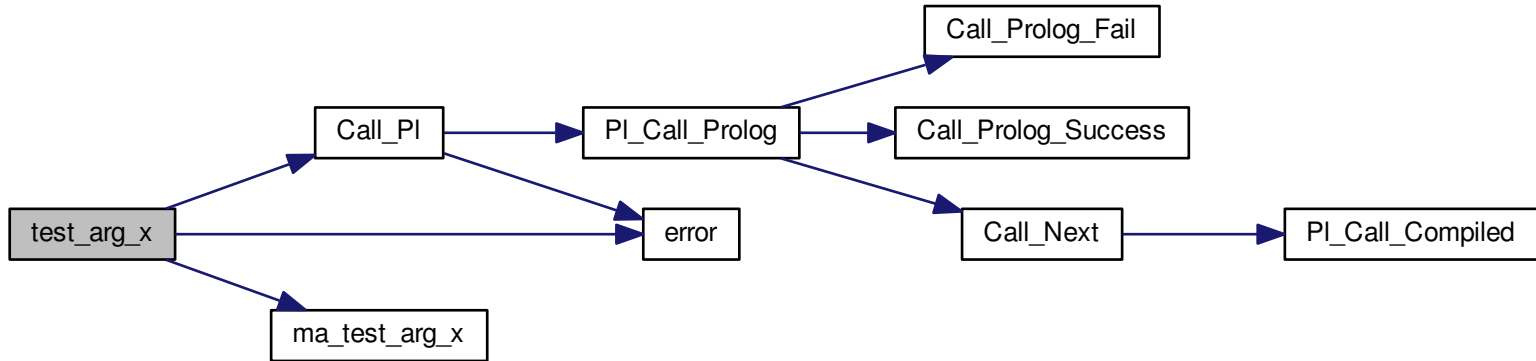 Call_Prolog_Fail
Call_Pl
Pl_Call_Prolog
Call_Prolog_Success
test_arg_x
error
Call_Next
Pl_Call_Compiled
ma_test_arg_x